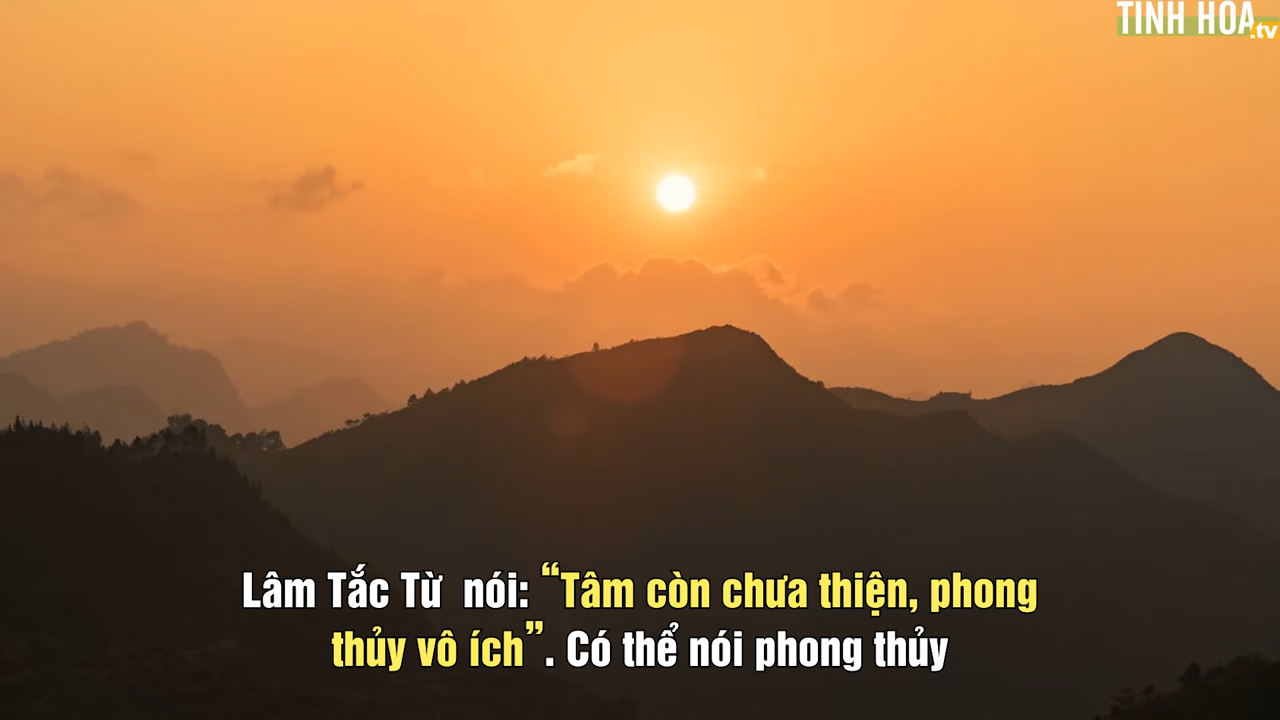 TINH HOA
.tv
Lâm Tắc Từ nói: “Tâm còn chưa thiện, phong
thủy vô ích”. Có thể nói phong thủy